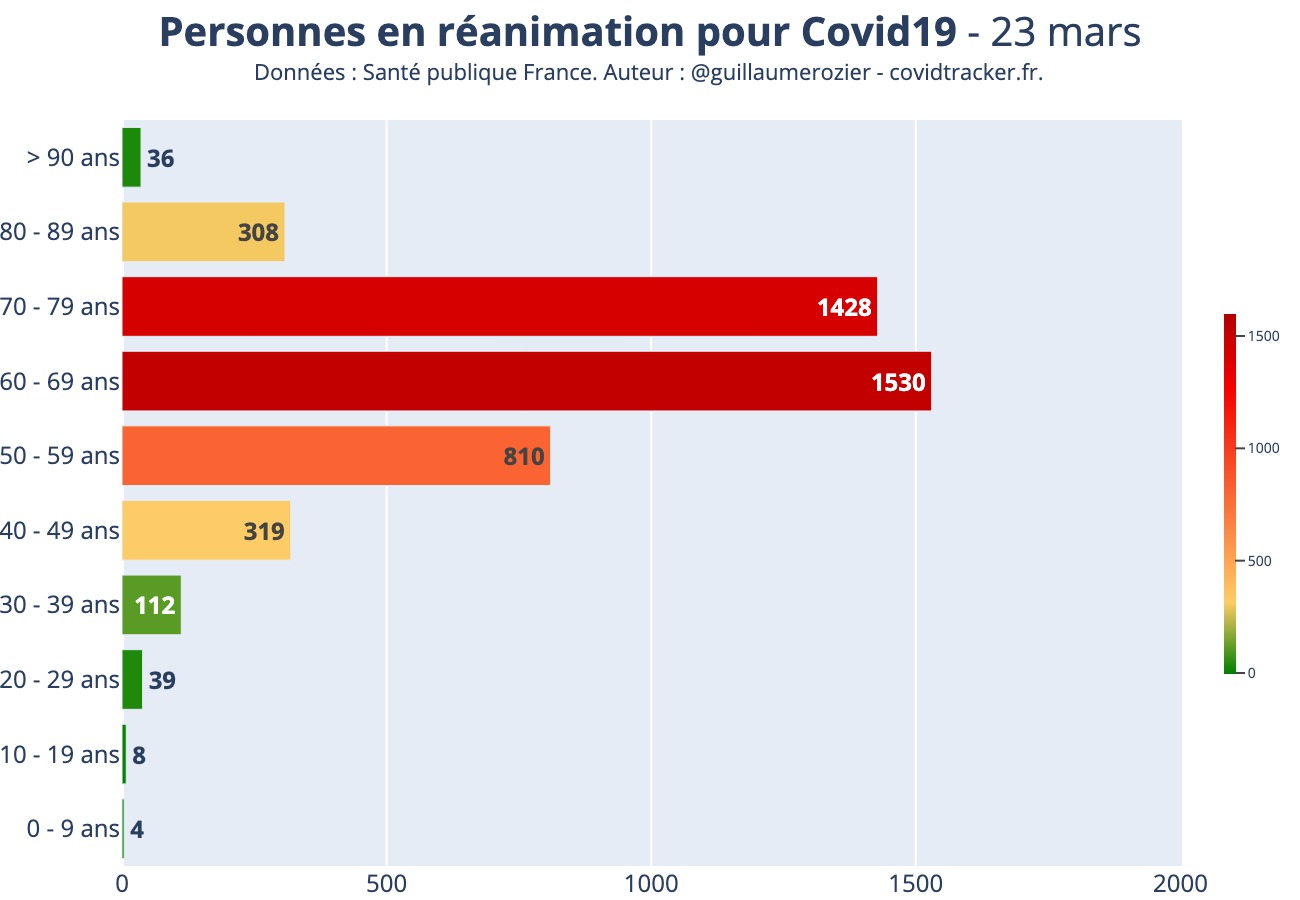 Personnes en réanimation pour Covid19 - 23 mars
Données : Santé publique France. Auteur : @guillaumerozier - covidtracker.fr.
> 90 ans 36
80 - 89 ans 308
70 - 79 ans 1428
60 - 69 ans 1530
50 - 59 ans 810
40 - 49 ans 319
30 - 39 ans 112
20 - 29 ans 39
10 - 19 ans 8
0 - 9 ans 4
0 500 1000 1500 2000
1500
1000
500
0